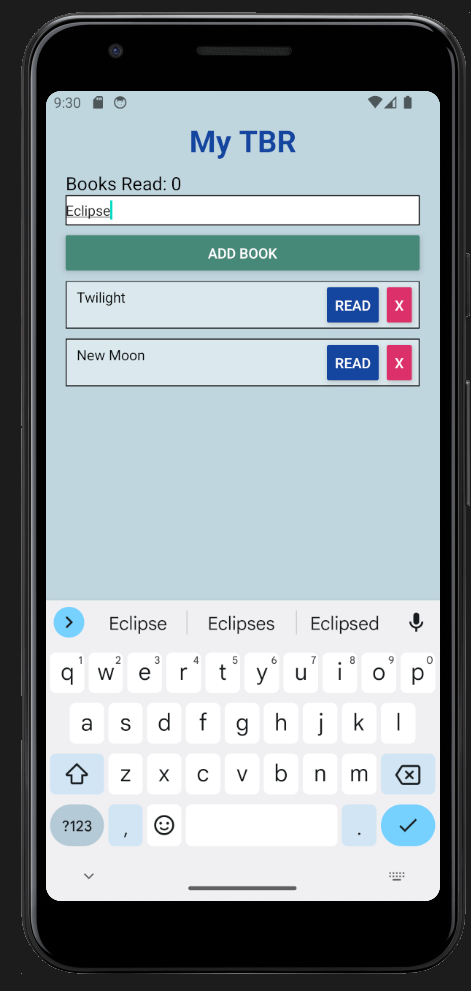 9:30
My TBR
Books Read: 0
Eclipse
ADD BOOK
Twilight READ X
New Moon READ X
Eclipse Eclipses Eclipsed
q1 w2 e3 r4 t5 y6 u7 i8 o9 p0
a s d f g h j k l
z x c v b n m
?123 , .